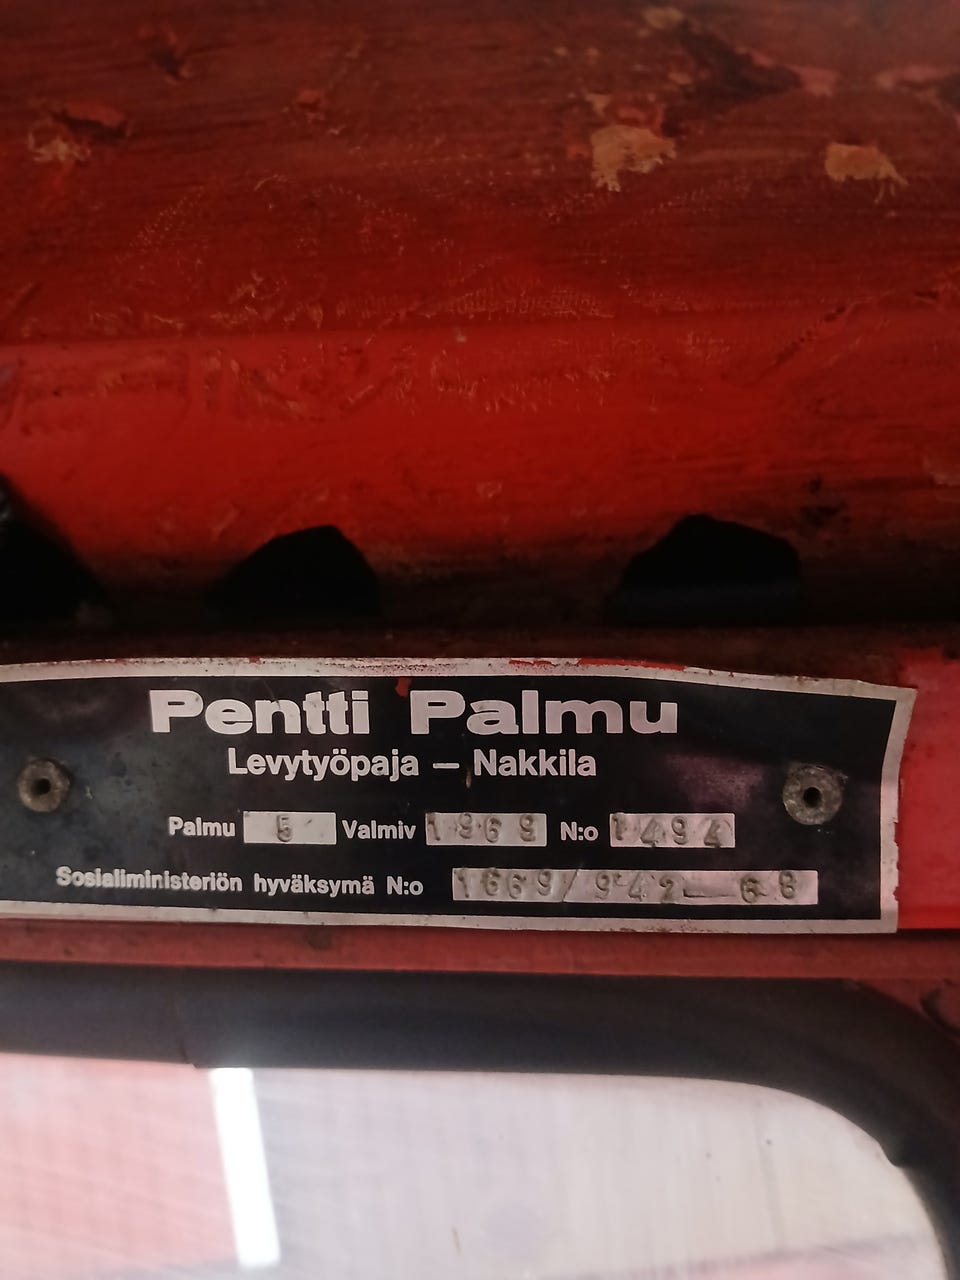 Pentti Palmu
Levytyöpaja – Nakkila
Palmu 5 Valmiv 1969 N:o 1494
Sosialiministeriön hyväksymä N:o 1669/942-68